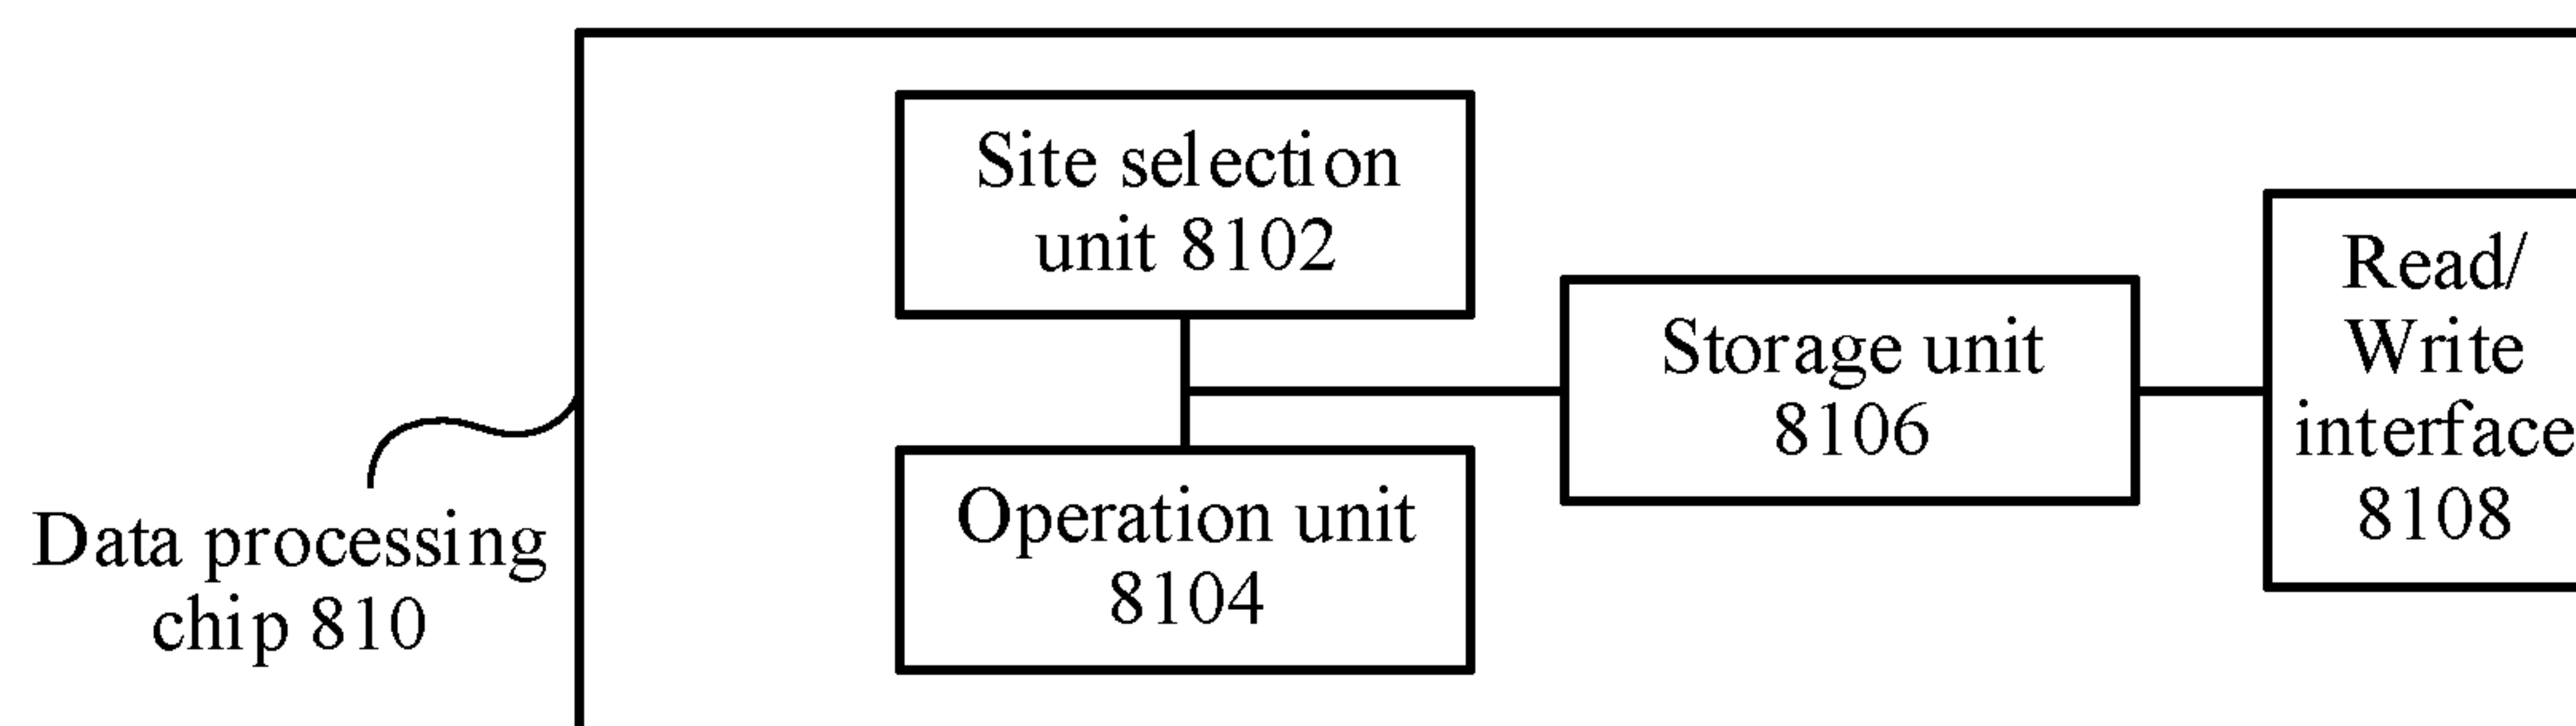 Site selection
unit 8102
Read/
Write
interface
8108
Storage unit
8106
Operation unit
8104
Data processing
chip 810